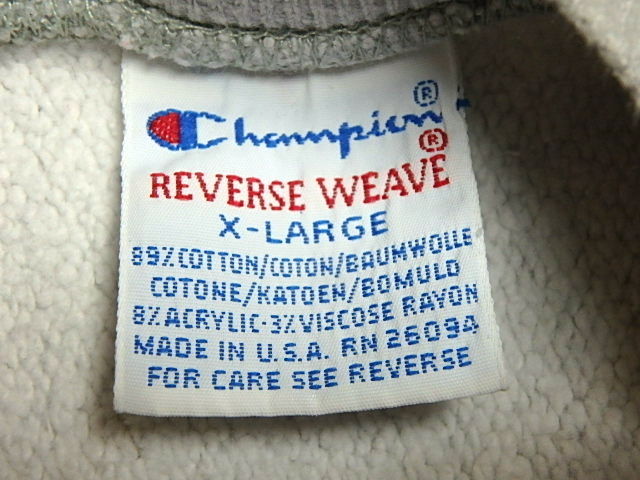 Champion®
REVERSE WEAVE®
X-LARGE
89%COTTON/COTON/BAUMWOLLE
COTONE/KATOEN/BOMULD
8%ACRYLIC-3%VISCOSE RAYON
MADE IN U.S.A. RN 26094
FOR CARE SEE REVERSE